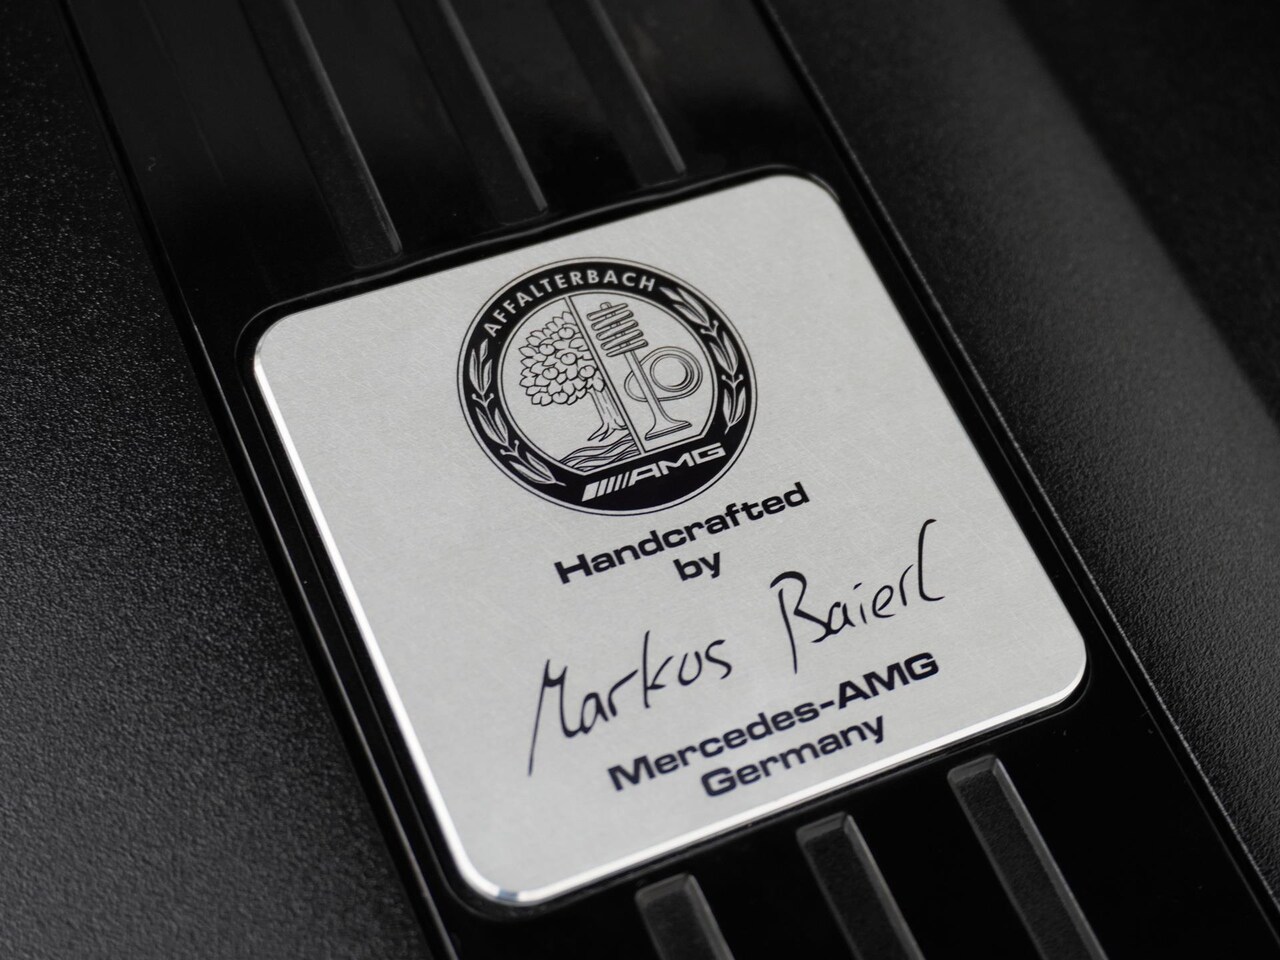 AFFALTERBACH
AMG
Handcrafted
by
Markus Baierl
Mercedes-AMG
Germany